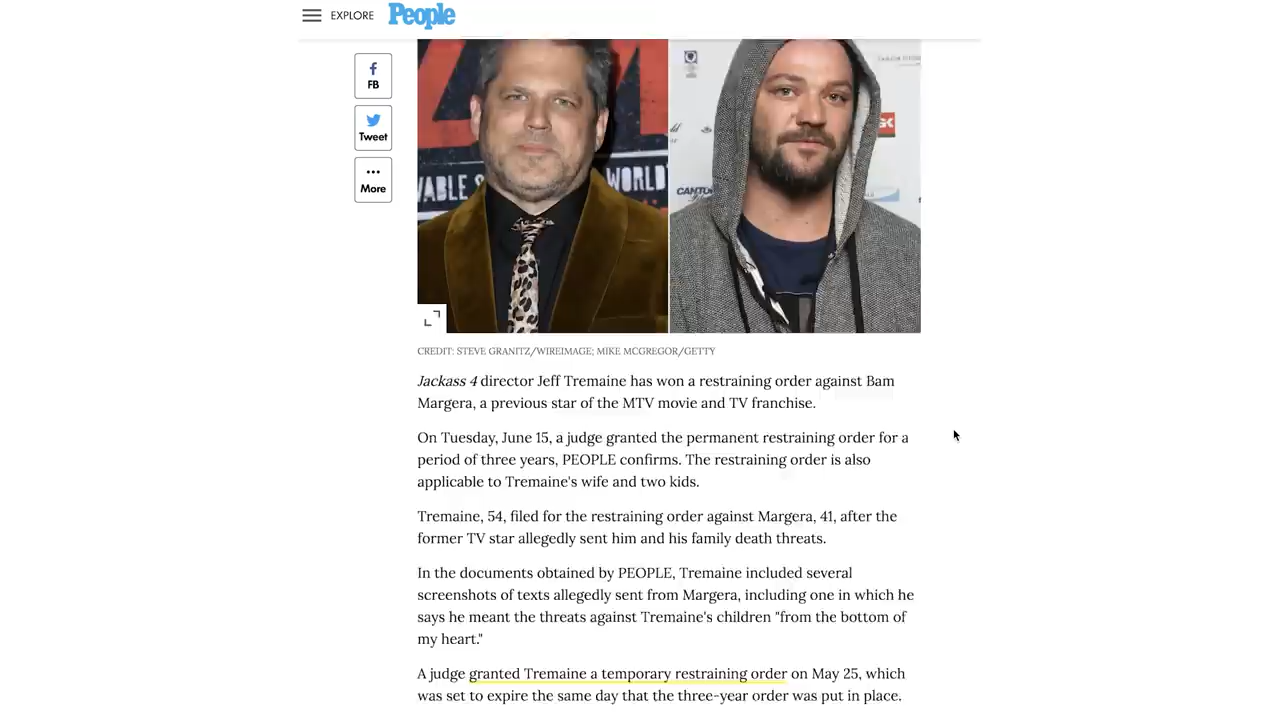 EXPLORE People
FB
Tweet
More
VABLE S
WORLD
CANTO
CREDIT: STEVE GRANITZ/WIREIMAGE; MIKE MCGREGOR/GETTY
Jackass 4 director Jeff Tremaine has won a restraining order against Bam
Margera, a previous star of the MTV movie and TV franchise.
On Tuesday, June 15, a judge granted the permanent restraining order for a
period of three years, PEOPLE confirms. The restraining order is also
applicable to Tremaine's wife and two kids.
Tremaine, 54, filed for the restraining order against Margera, 41, after the
former TV star allegedly sent him and his family death threats.
In the documents obtained by PEOPLE, Tremaine included several
screenshots of texts allegedly sent from Margera, including one in which he
says he meant the threats against Tremaine's children "from the bottom of
my heart."
A judge granted Tremaine a temporary restraining order on May 25, which
was set to expire the same day that the three-year order was put in place.